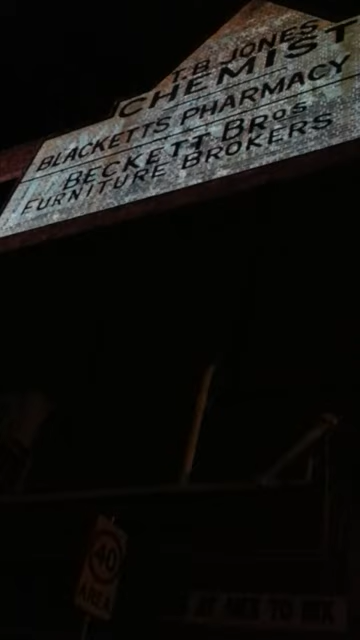 T.B JONES
CHEMIST
BLACKETTS PHARMACY
BECKETT BROS
FURNITURE BROKERS
40
AREA